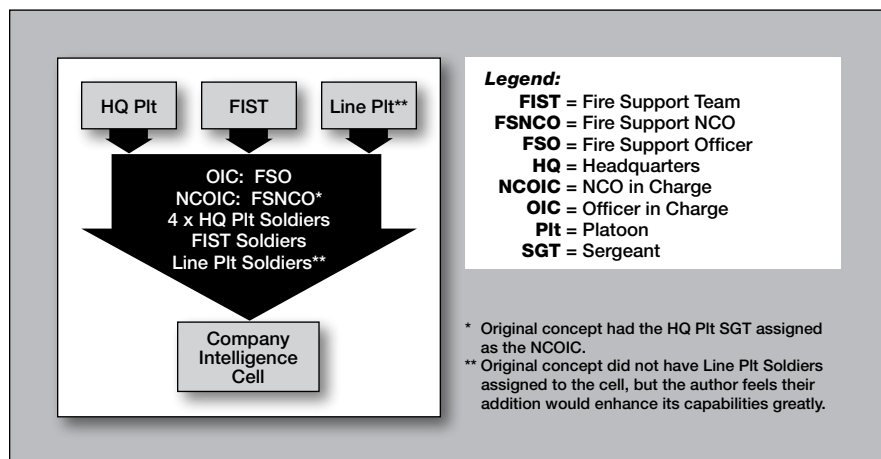 HQ Plt
FIST
Line Plt**
OIC: FSO
NCOIC: FSNCO*
4 x HQ Plt Soldiers
FIST Soldiers
Line Plt Soldiers**
Company
Intelligence
Cell
Legend:
FIST = Fire Support Team
FSNCO = Fire Support NCO
FSO = Fire Support Officer
HQ = Headquarters
NCOIC = NCO in Charge
OIC = Officer in Charge
Plt = Platoon
SGT = Sergeant
* Original concept had the HQ Plt SGT assigned
as the NCOIC.
** Original concept did not have Line Plt Soldiers
assigned to the cell, but the author feels their
addition would enhance its capabilities greatly.